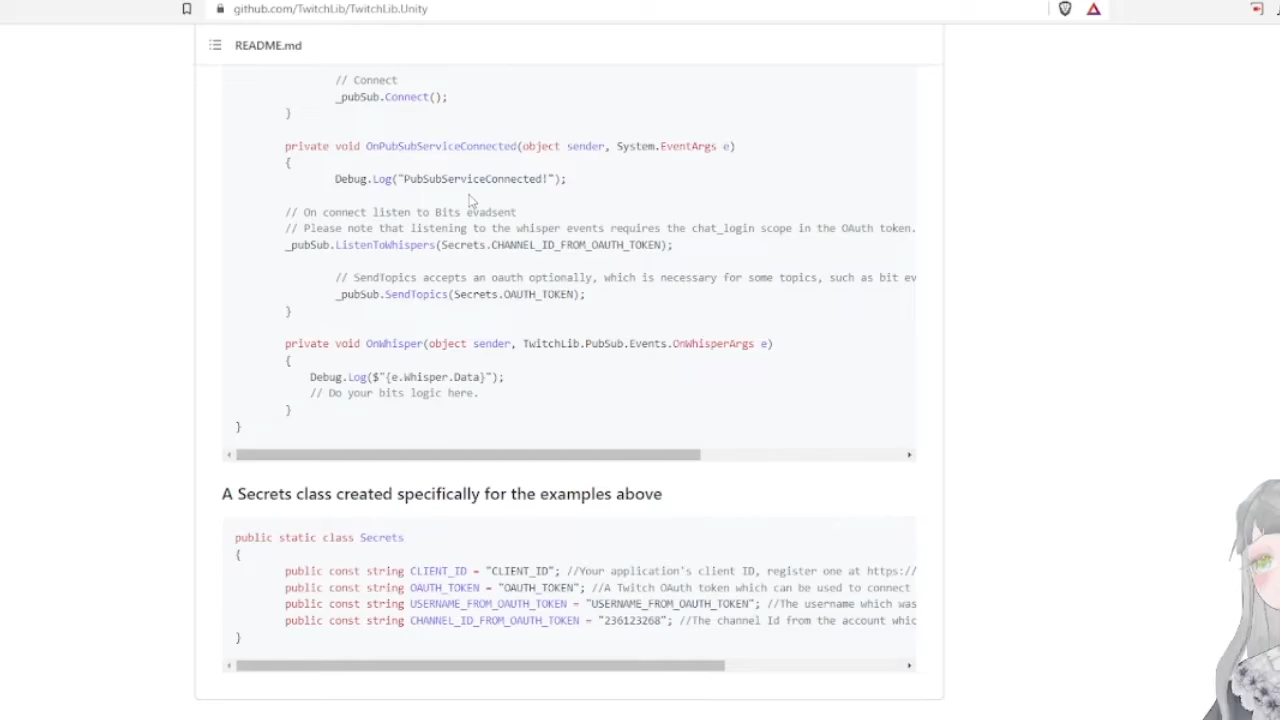 github.com/TwitchLib/TwitchLib.Unity
README.md
// Connect
_pubSub.Connect();
}
private void OnPubSubServiceConnected(object sender, System.EventArgs e)
{
Debug.Log("PubSubServiceConnected!");
// On connect listen to Bits evadsent
// Please note that listening to the whisper events requires the chat_login scope in the OAuth token.
_pubSub.ListenToWhispers(Secrets.CHANNEL_ID_FROM_OAUTH_TOKEN);
// SendTopics accepts an oauth optionally, which is necessary for some topics, such as bit ev
_pubSub.SendTopics(Secrets.OAUTH_TOKEN);
}
private void OnWhisper(object sender, TwitchLib.PubSub.Events.OnWhisperArgs e)
{
Debug.Log($"{e.Whisper.Data}");
// Do your bits logic here.
}
}
A Secrets class created specifically for the examples above
public static class Secrets
{
public const string CLIENT_ID = "CLIENT_ID"; //Your application's client ID, register one at https://
public const string OAUTH_TOKEN = "OAUTH_TOKEN"; //A Twitch OAuth token which can be used to connect
public const string USERNAME_FROM_OAUTH_TOKEN = "USERNAME_FROM_OAUTH_TOKEN"; //The username which was
public const string CHANNEL_ID_FROM_OAUTH_TOKEN = "236123268"; //The channel Id from the account whic
}